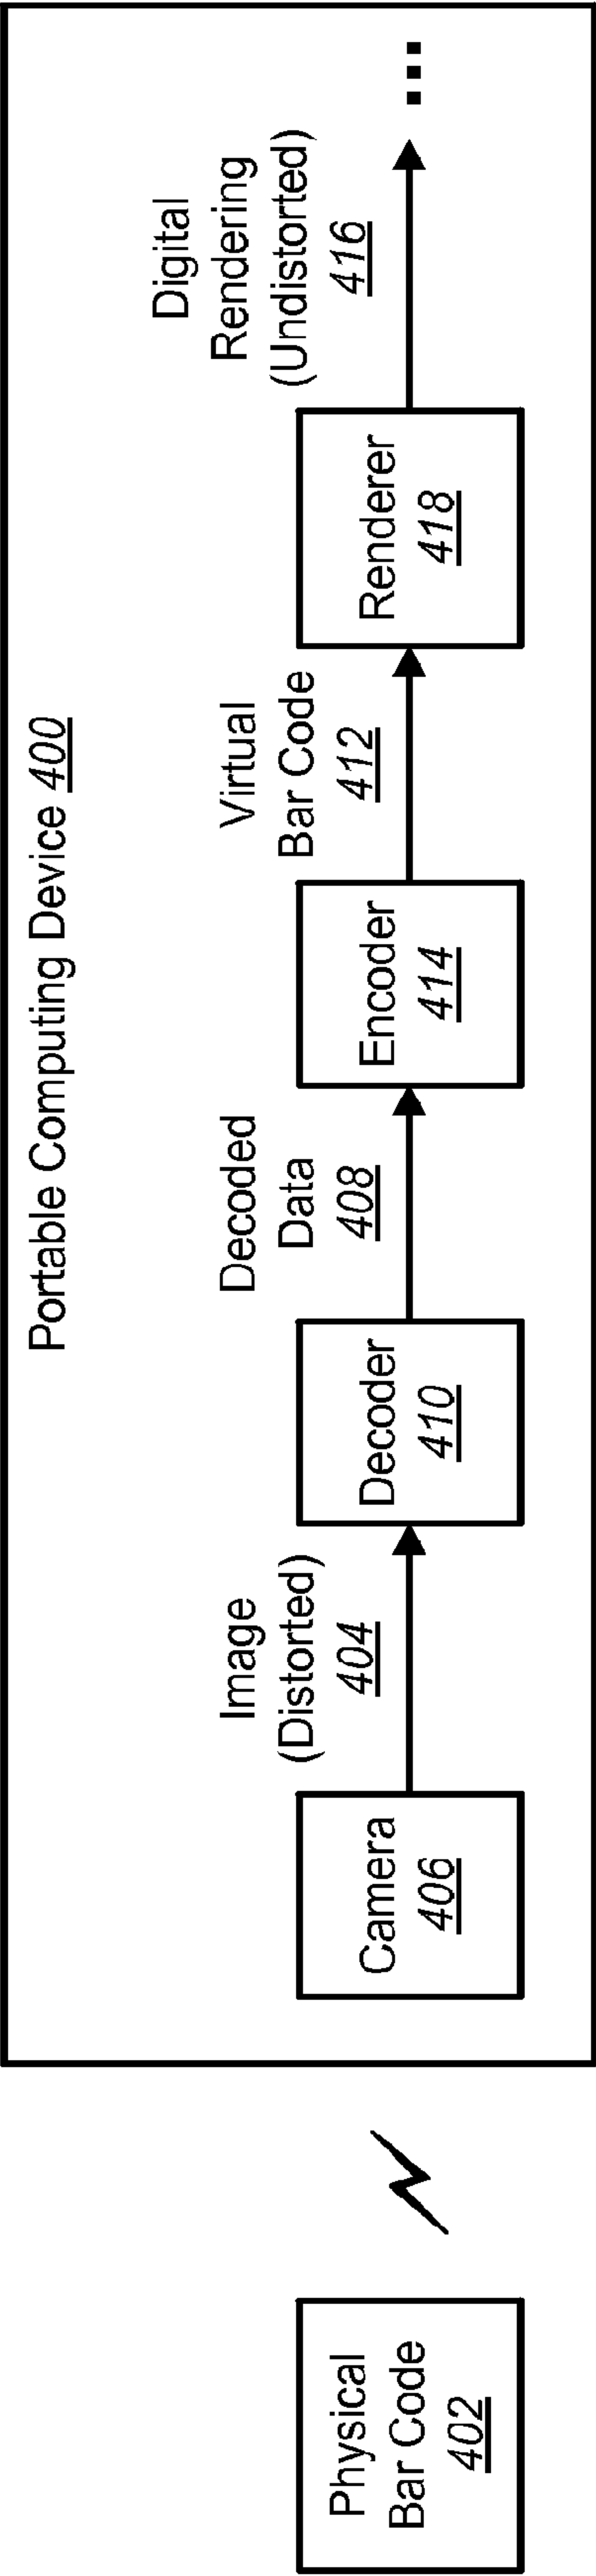 Portable Computing Device 400
Physical
Bar Code
402
Camera
406
Image
(Distorted)
404
Decoder
410
Decoded
Data
408
Encoder
414
Virtual
Bar Code
412
Renderer
418
Digital
Rendering
(Undistorted)
416
...